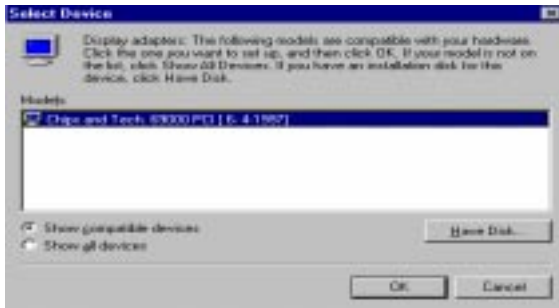 Select Device
Display adapters: The following models are compatible with your hardware.
Click the one you want to set up, and then click OK. If your model is not on
the list, click Show All Devices. If you have an installation disk for this
device, click Have Disk.
Models:
Chips and Tech. 69000 PCI [ 6- 4-1997]
Show compatible devices
Show all devices
Have Disk...
OK
Cancel